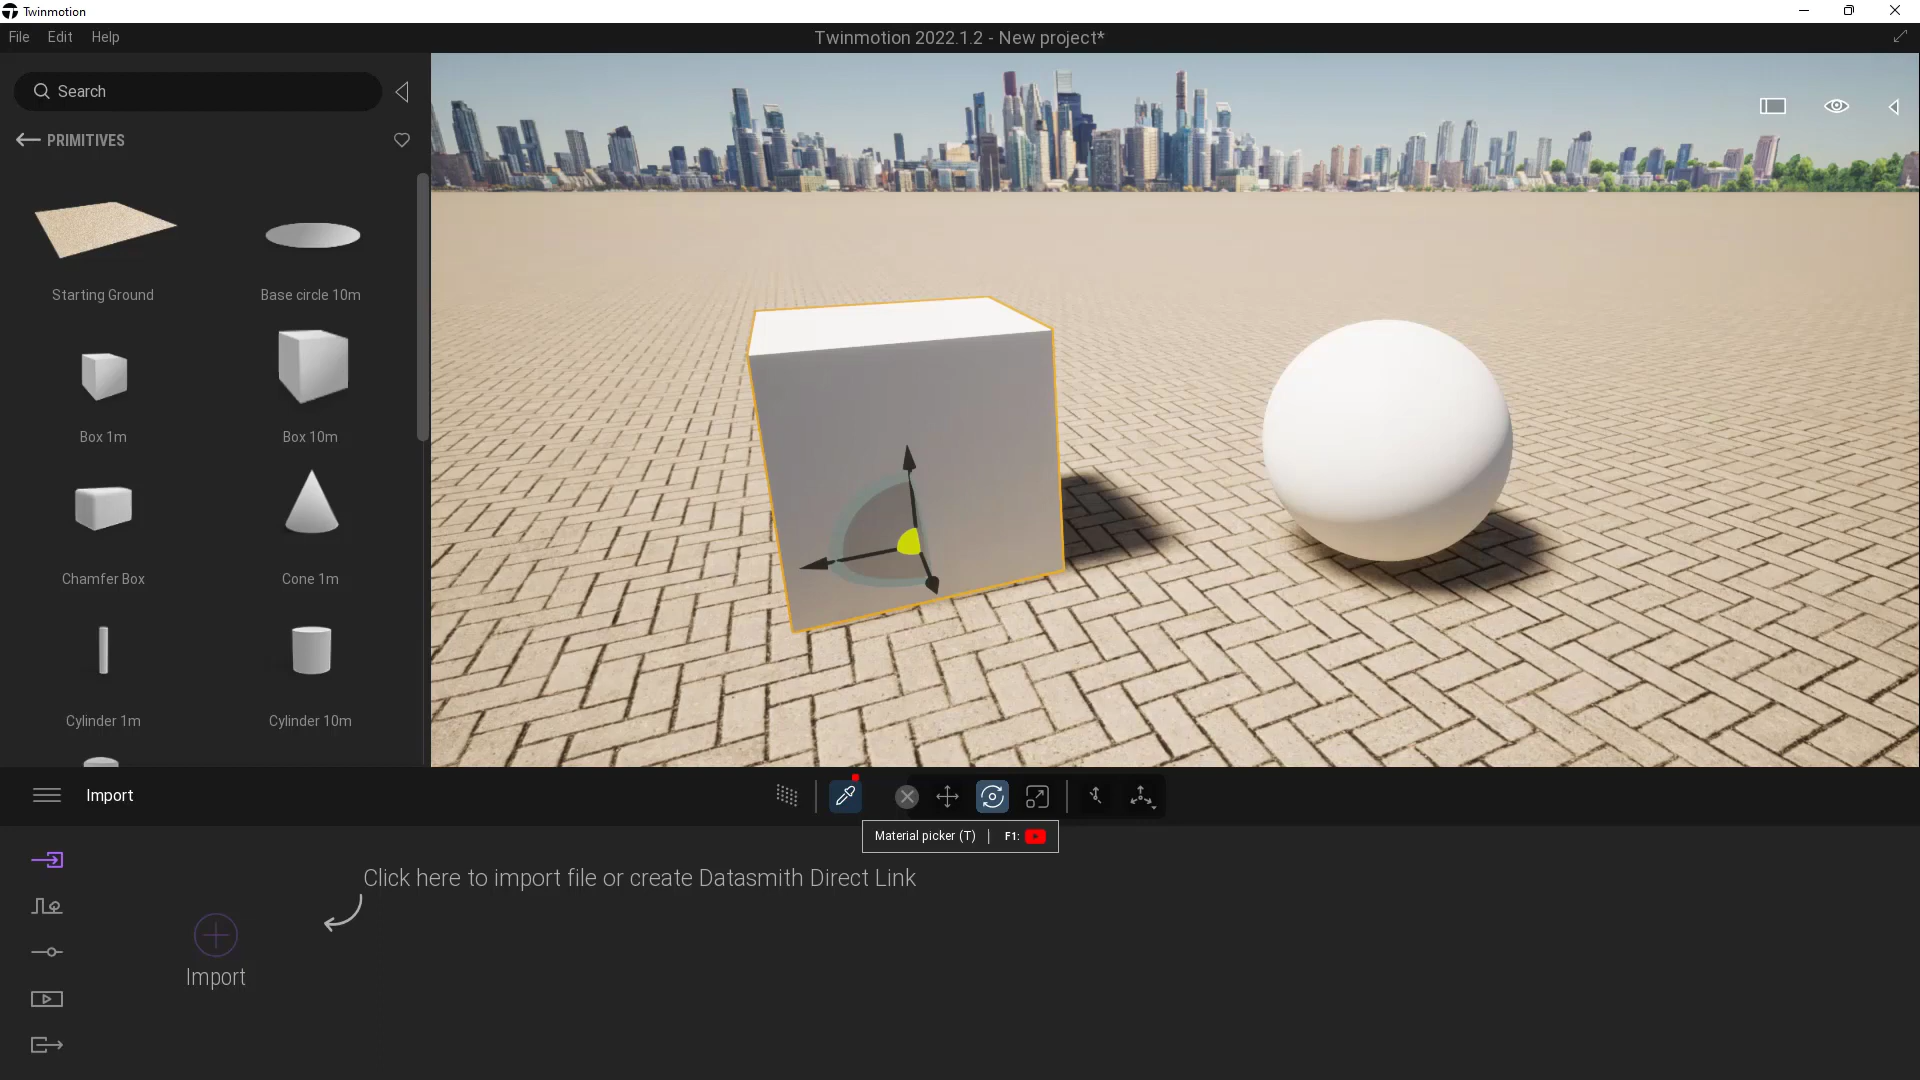 Twinmotion
File Edit Help
Twinmotion 2022.1.2 - New project*
Search
PRIMITIVES
Starting Ground
Base circle 10m
Box 1m
Box 10m
Chamfer Box
Cone 1m
Cylinder 1m
Cylinder 10m
Import
Material picker (T) | F1:
Click here to import file or create Datasmith Direct Link
Import